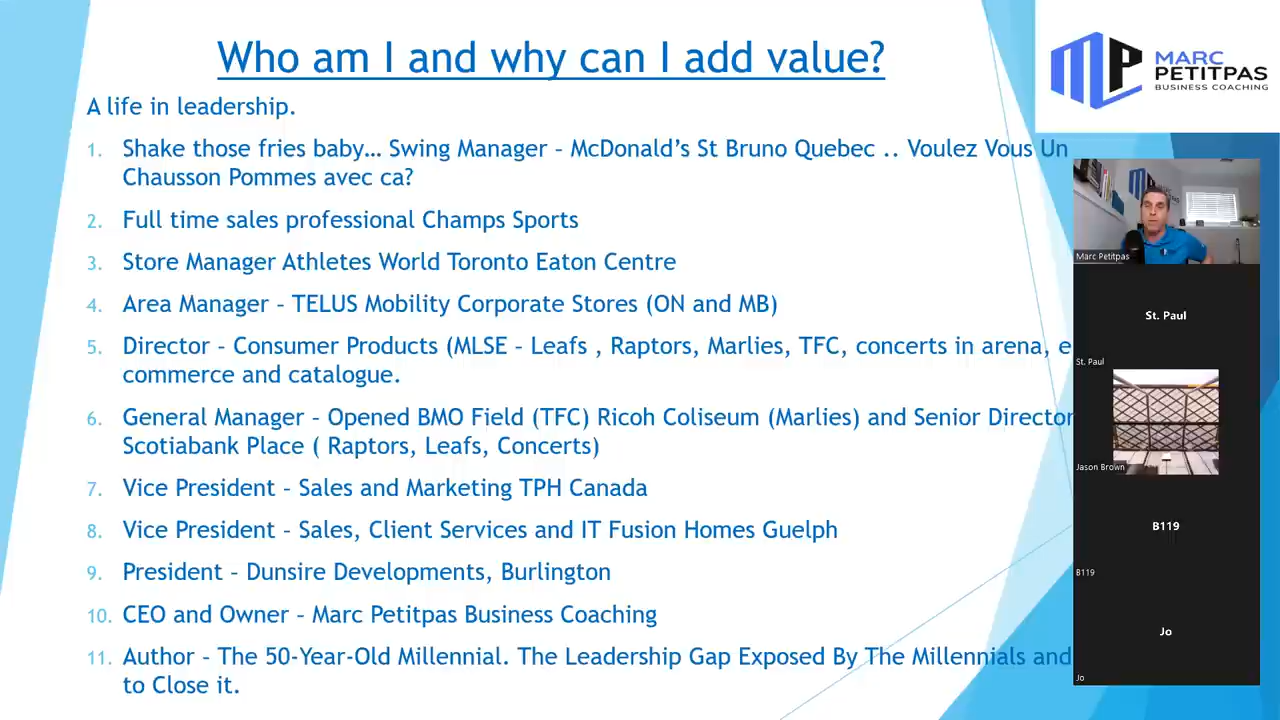 Who am I and why can I add value?
A life in leadership.
1. Shake those fries baby… Swing Manager – McDonald's St Bruno Quebec .. Voulez Vous Un
Chausson Pommes avec ca?
2. Full time sales professional Champs Sports
3. Store Manager Athletes World Toronto Eaton Centre
4. Area Manager – TELUS Mobility Corporate Stores (ON and MB)
5. Director – Consumer Products (MLSE – Leafs , Raptors, Marlies, TFC, concerts in arena, e
commerce and catalogue.
6. General Manager – Opened BMO Field (TFC) Ricoh Coliseum (Marlies) and Senior Director
Scotiabank Place ( Raptors, Leafs, Concerts)
7. Vice President – Sales and Marketing TPH Canada
8. Vice President – Sales, Client Services and IT Fusion Homes Guelph
9. President – Dunsire Developments, Burlington
10. CEO and Owner – Marc Petitpas Business Coaching
11. Author – The 50-Year-Old Millennial. The Leadership Gap Exposed By The Millennials and
to Close it.
MP
MARC
PETITPAS
BUSINESS COACHING
Marc Petitpas
St. Paul
St. Paul
Jason Brown
B119
B119
Jo
Jo